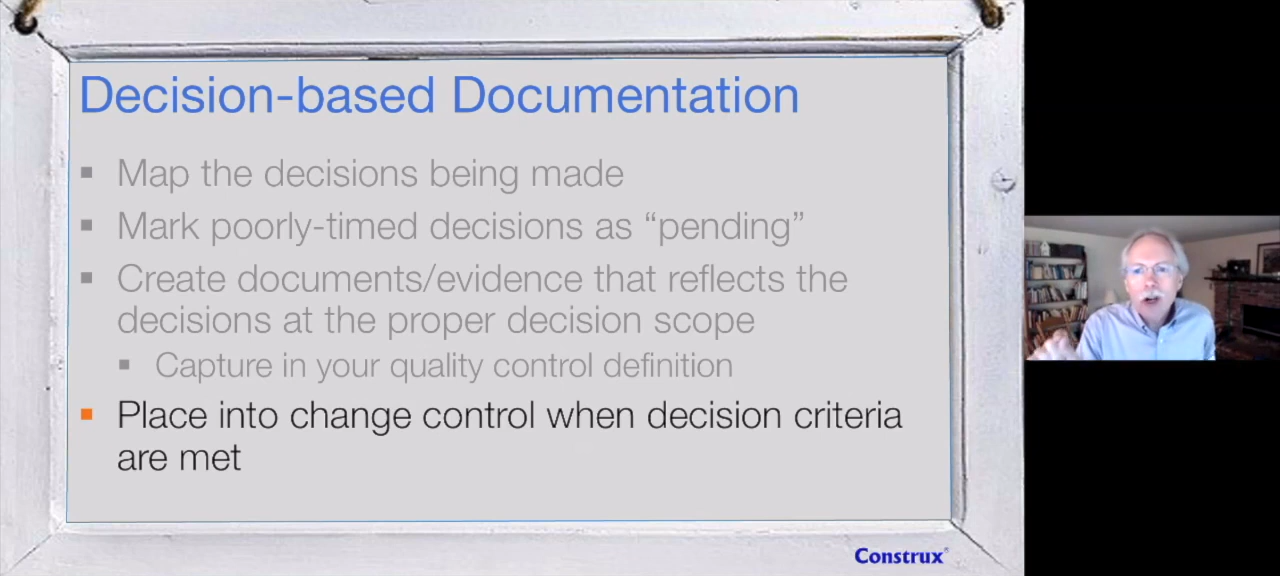 Decision-based Documentation
▪ Map the decisions being made
▪ Mark poorly-timed decisions as “pending”
▪ Create documents/evidence that reflects the
decisions at the proper decision scope
▪ Capture in your quality control definition
▪ Place into change control when decision criteria
are met
Construx®